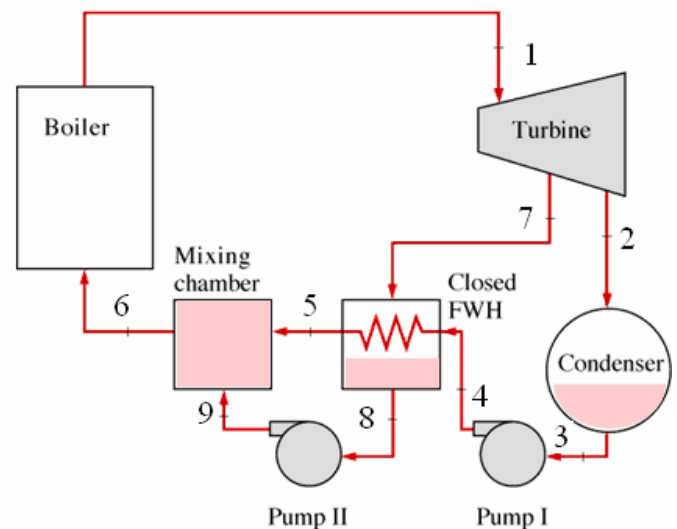 1
Boiler
Turbine
7
2
Mixing
chamber
Closed
FWH
6
5
Condenser
4
3
9
8
Pump II
Pump I